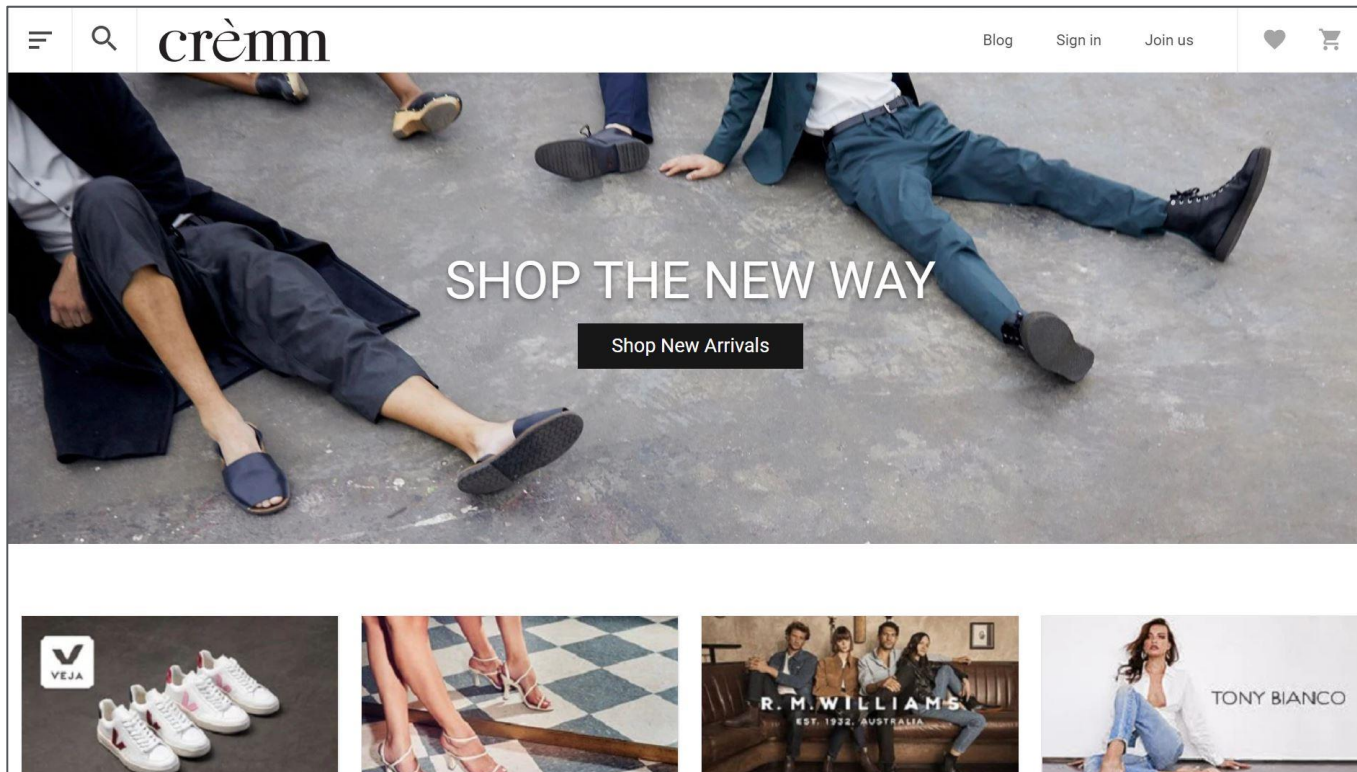 crèmm
Blog
Sign in
Join us
SHOP THE NEW WAY
Shop New Arrivals
VEJA
R.M.WILLIAMS
EST. 1932, AUSTRALIA
TONY BIANCO